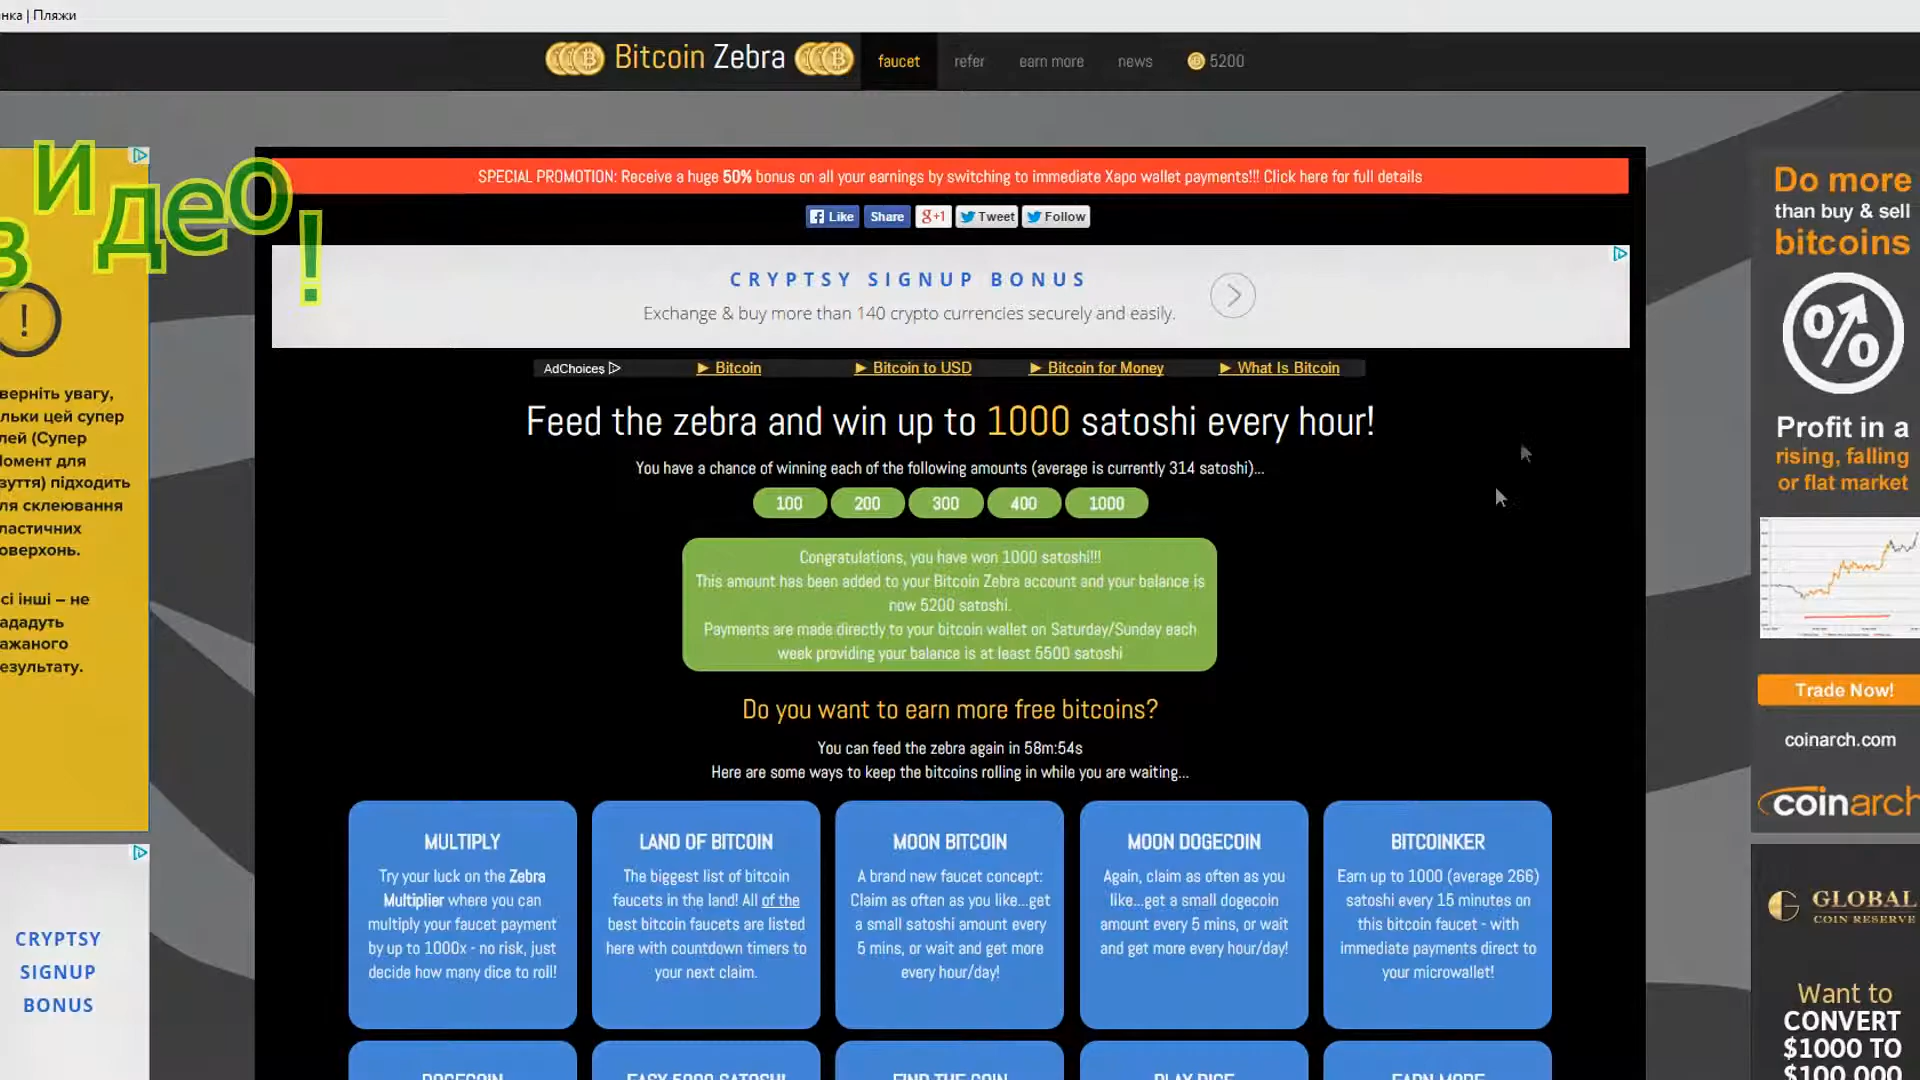 нка | Пляжи
Bitcoin Zebra
faucet
refer
earn more
news
5200
в идео!
SPECIAL PROMOTION: Receive a huge 50% bonus on all your earnings by switching to immediate Xapo wallet payments!!! Click here for full details
Like
Share
g+1
Tweet
Follow
CRYPTSY SIGNUP BONUS
Exchange & buy more than 140 crypto currencies securely and easily.
AdChoices
► Bitcoin
► Bitcoin to USD
► Bitcoin for Money
► What Is Bitcoin
Feed the zebra and win up to 1000 satoshi every hour!
You have a chance of winning each of the following amounts (average is currently 314 satoshi)...
100
200
300
400
1000
Congratulations, you have won 1000 satoshi!!!
This amount has been added to your Bitcoin Zebra account and your balance is
now 5200 satoshi.
Payments are made directly to your bitcoin wallet on Saturday/Sunday each
week providing your balance is at least 5500 satoshi
Do you want to earn more free bitcoins?
You can feed the zebra again in 58m:54s
Here are some ways to keep the bitcoins rolling in while you are waiting...
MULTIPLY
Try your luck on the Zebra
Multiplier where you can
multiply your faucet payment
by up to 1000x - no risk, just
decide how many dice to roll!
LAND OF BITCOIN
The biggest list of bitcoin
faucets in the land! All of the
best bitcoin faucets are listed
here with countdown timers to
your next claim.
MOON BITCOIN
A brand new faucet concept:
Claim as often as you like...get
a small satoshi amount every
5 mins, or wait and get more
every hour/day!
MOON DOGECOIN
Again, claim as often as you
like...get a small dogecoin
amount every 5 mins, or wait
and get more every hour/day!
BITCOINKER
Earn up to 1000 (average 266)
satoshi every 15 minutes on
this bitcoin faucet - with
immediate payments direct to
your microwallet!
DOGECOIN
EASY 5000 SATOSHI
FIND THE COIN
PLAY DICE
EARN MORE
!
верніть увагу,
льки цей супер
лей (Супер
Момент для
зуття) підходить
ля склеювання
ластичних
оверхонь.
сі інші – не
ададуть
ажаного
езультату.
CRYPTSY
SIGNUP
BONUS
Do more
than buy & sell
bitcoins
%
Profit in a
rising, falling
or flat market
Trade Now!
coinarch.com
coinarch
GLOBAL
COIN RESERVE
Want to
CONVERT
$1000 TO
$100,000